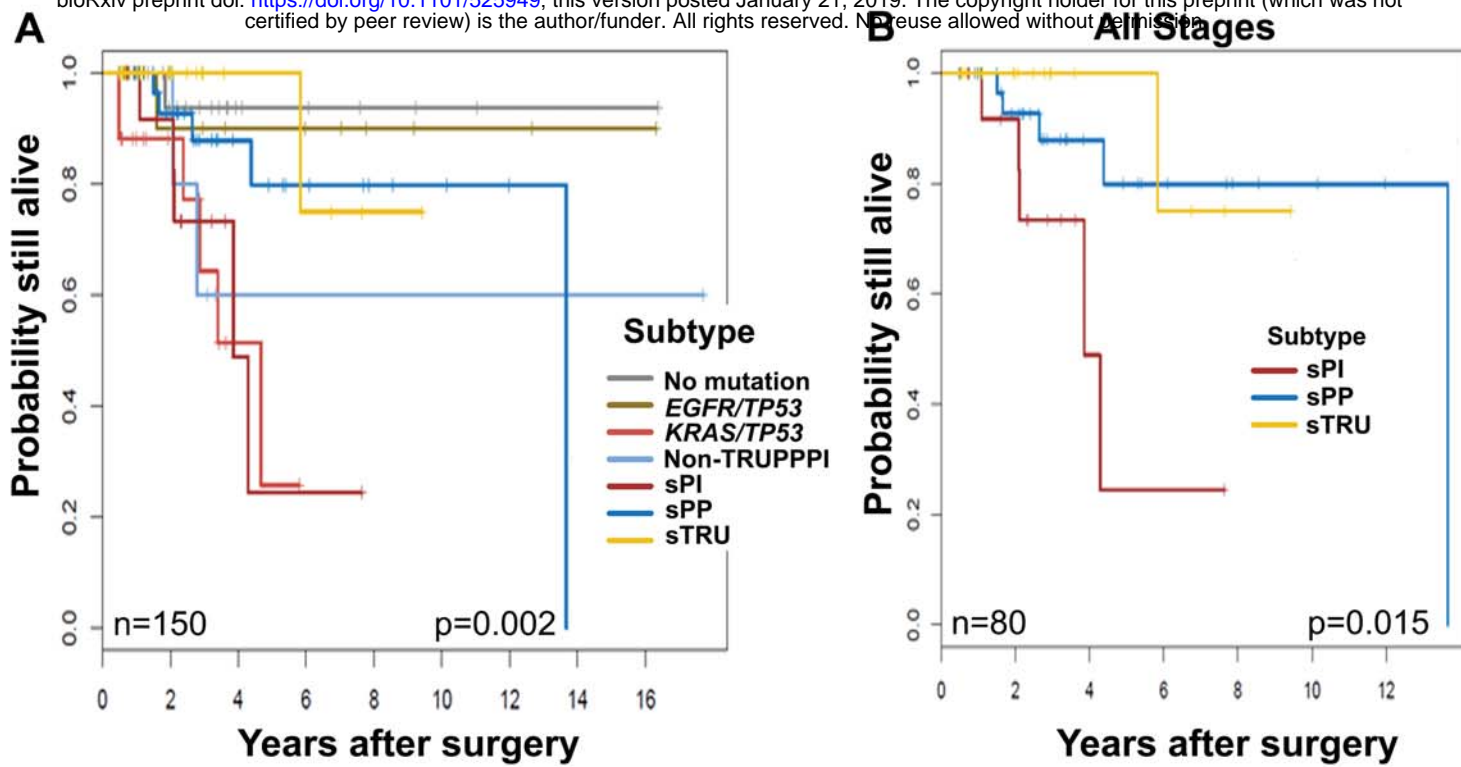 bioRxiv preprint doi: https://doi.org/10.1101/525949; this version posted January 21, 2019. The copyright holder for this preprint (which was not
certified by peer review) is the author/funder. All rights reserved. No reuse allowed without permission.
A
Probability still alive
1.0
0.8
0.6
0.4
0.2
0.0
Subtype
No mutation
EGFR/TP53
KRAS/TP53
Non-TRUPPPI
sPI
sPP
sTRU
n=150
p=0.002
0 2 4 6 8 10 12 14 16
Years after surgery
B
All Stages
Probability still alive
1.0
0.8
0.6
0.4
0.2
0.0
Subtype
sPI
sPP
sTRU
n=80
p=0.015
0 2 4 6 8 10 12
Years after surgery